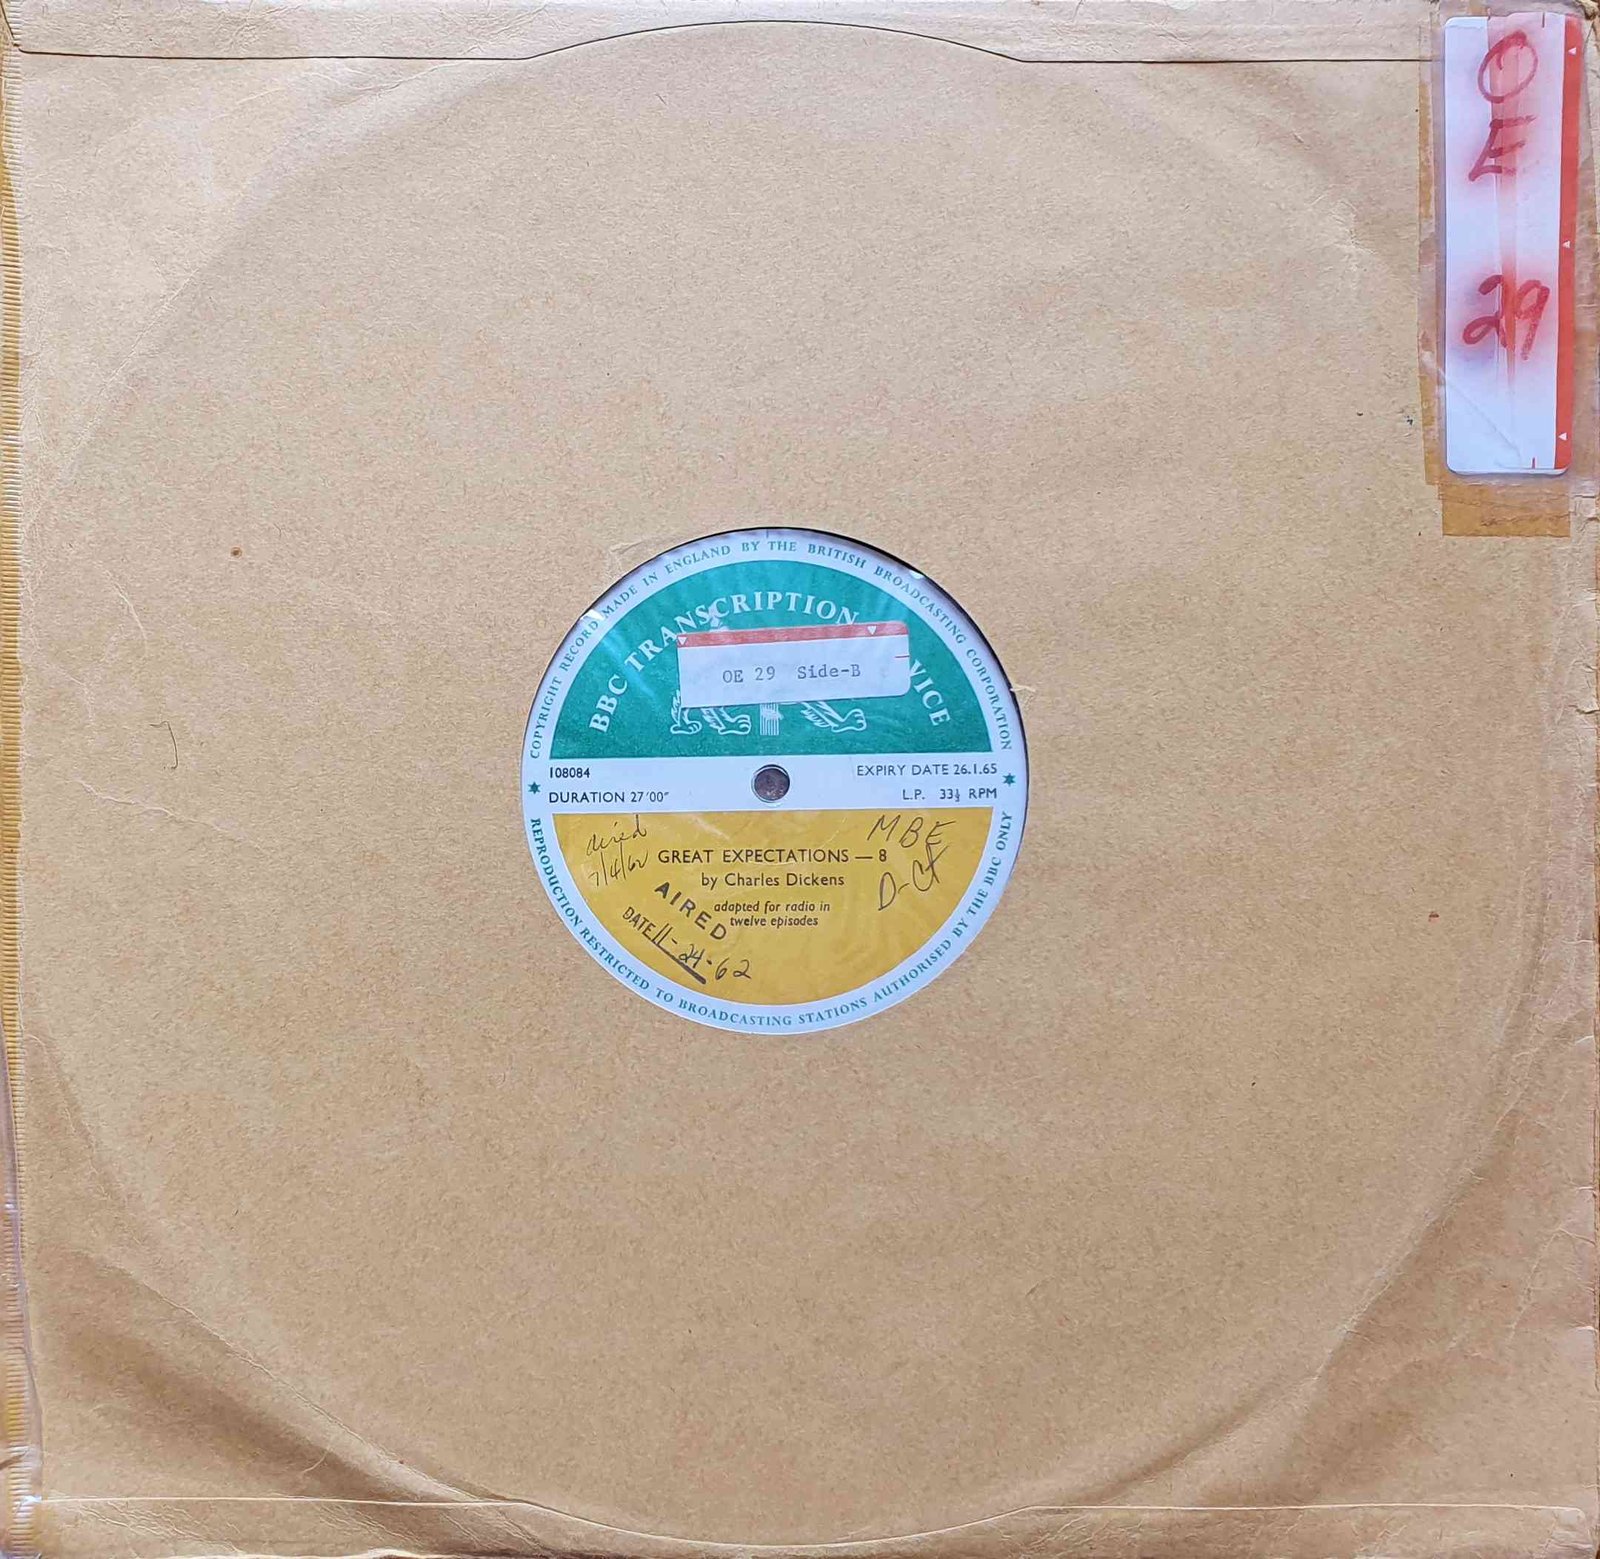 O
E
29
COPYRIGHT RECORD MADE IN ENGLAND BY THE BRITISH BROADCASTING CORPORATION
BBC TRANSCRIPTION
VICE
OE 29 Side-B
108084
EXPIRY DATE 26.1.65
DURATION 27'00"
L.P. 33⅓ RPM
aired
7/4/62
MBE
GREAT EXPECTATIONS — 8
by Charles Dickens
adapted for radio in
twelve episodes
AIRED
DATE 11-24-62
REPRODUCTION RESTRICTED TO BROADCASTING STATIONS AUTHORISED BY THE BBC ONLY